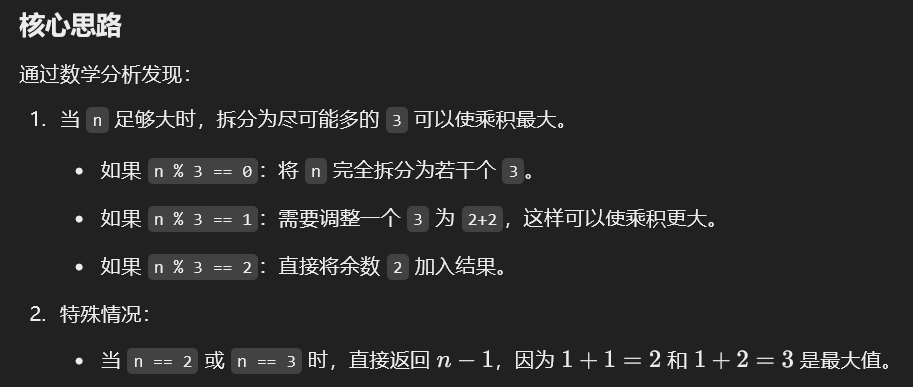 核心思路
通过数学分析发现：
1. 当 n 足够大时，拆分为尽可能多的 3 可以使乘积最大。
• 如果 n % 3 == 0：将 n 完全拆分为若干个 3。
• 如果 n % 3 == 1：需要调整一个 3 为 2+2，这样可以使乘积更大。
• 如果 n % 3 == 2：直接将余数 2 加入结果。
2. 特殊情况：
• 当 n == 2 或 n == 3 时，直接返回 n − 1，因为 1 + 1 = 2 和 1 + 2 = 3 是最大值。